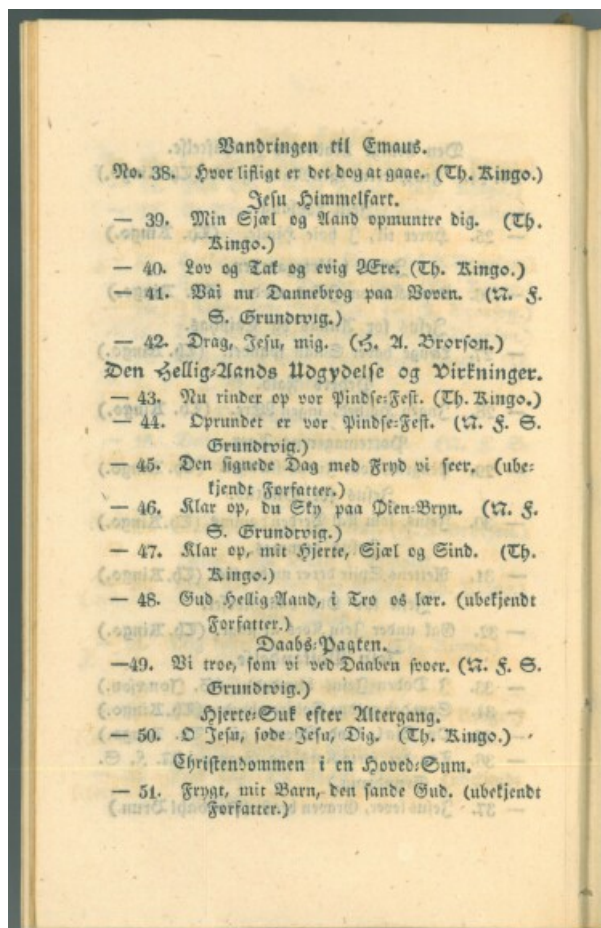 Vandringen til Emaus.
No. 38. Hvor lifligt er det dog at gaae. (Th. Kingo.)
Jesu Himmelfart.
— 39. Min Sjæl og Aand opmuntre dig. (Th.
Kingo.)
— 40. Lov og Tak og evig Ære. (Th. Kingo.)
— 41. Vai nu Dannebrog paa Voven. (N. F.
S. Grundtvig.)
— 42. Drag, Jesu, mig. (H. A. Brorson.)
Den Hellig-Aands Udgydelse og Virkninger.
— 43. Nu rinder op vor Pindse-Fest. (Th. Kingo.)
— 44. Oprundet er vor Pindse-Fest. (N. F. S.
Grundtvig.)
— 45. Den signede Dag med Fryd vi seer. (ube-
kjendt Forfatter.)
— 46. Klar op, du Sky paa Øien-Bryn. (N. F.
S. Grundtvig.)
— 47. Klar op, mit Hjerte, Sjæl og Sind. (Th.
Kingo.)
— 48. Gud Hellig-Aand, i Tro os lær. (ubekjendt
Forfatter.)
Daabs-Pagten.
—49. Vi troe, som vi ved Daaben svoer. (N. F. S.
Grundtvig.)
Hjerte-Suk efter Altergang.
— 50. O Jesu, søde Jesu, Dig. (Th. Kingo.)
Christendommen i en Hoved-Sum.
— 51. Frygt, mit Barn, den sande Gud. (ubekjendt
Forfatter.)